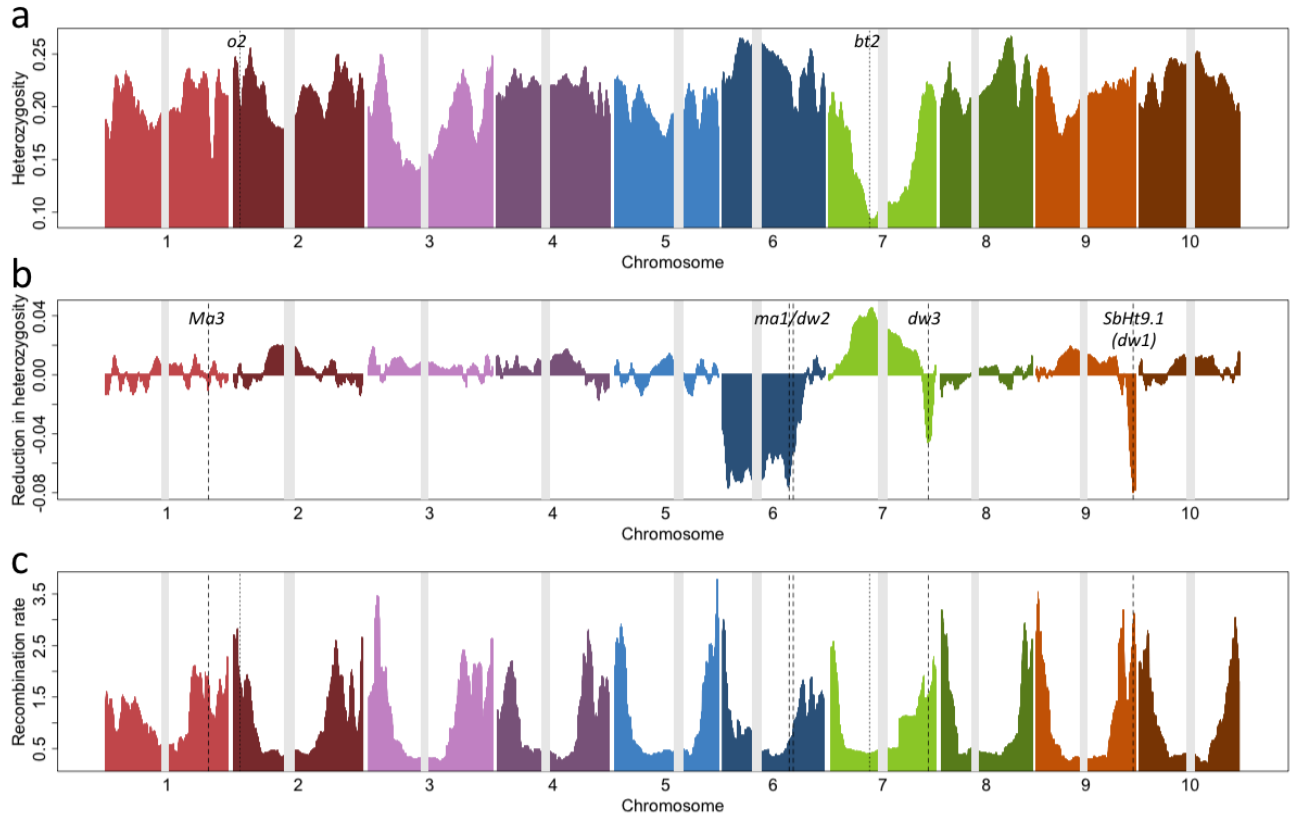 a
o2
bt2
Heterozygosity
0.25
0.20
0.15
0.10
1 2 3 4 5 6 7 8 9 10
Chromosome
b
Ma3
ma1/dw2
dw3
SbHt9.1
(dw1)
Reduction in heterozygosity
0.04
0.00
-0.04
-0.08
1 2 3 4 5 6 7 8 9 10
Chromosome
c
Recombination rate
3.5
2.5
1.5
0.5
1 2 3 4 5 6 7 8 9 10
Chromosome